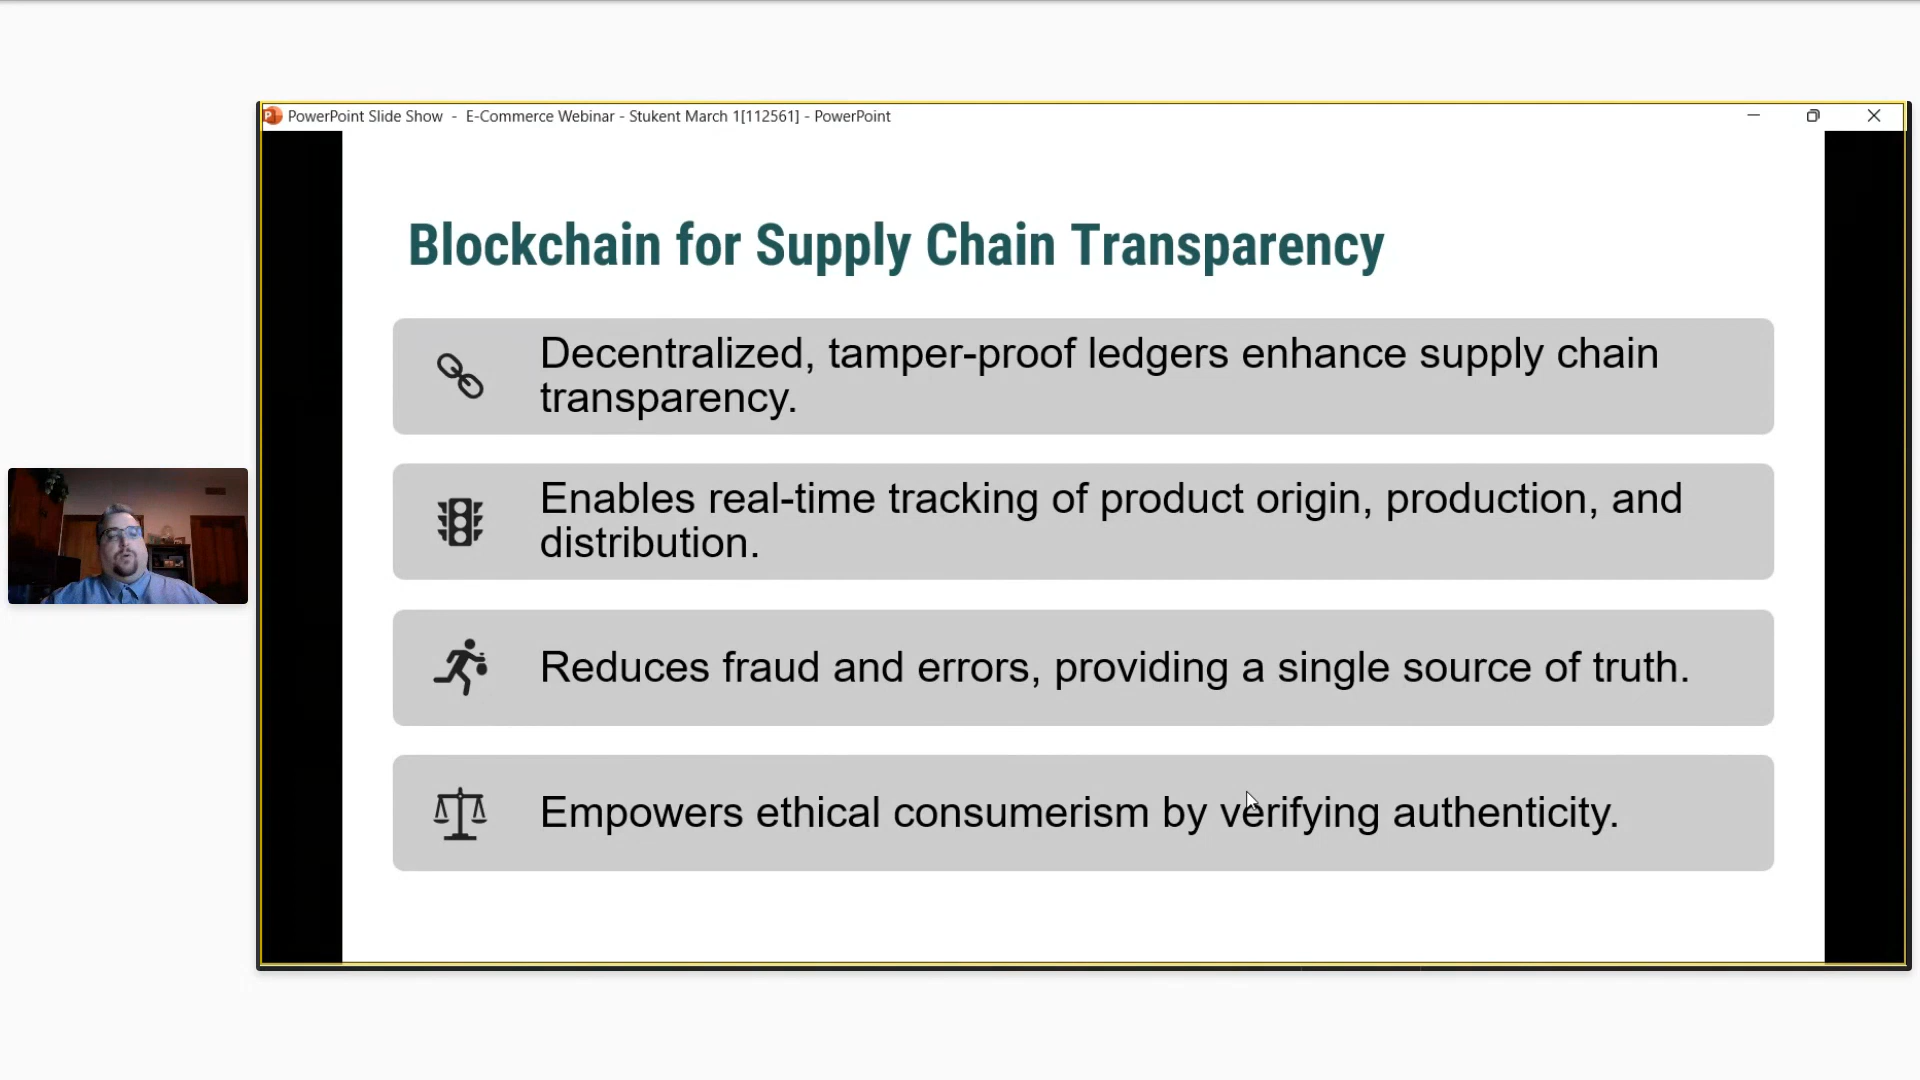 PowerPoint Slide Show - E-Commerce Webinar - Stukent March 1[112561] - PowerPoint
Blockchain for Supply Chain Transparency
Decentralized, tamper-proof ledgers enhance supply chain
transparency.
Enables real-time tracking of product origin, production, and
distribution.
Reduces fraud and errors, providing a single source of truth.
Empowers ethical consumerism by verifying authenticity.